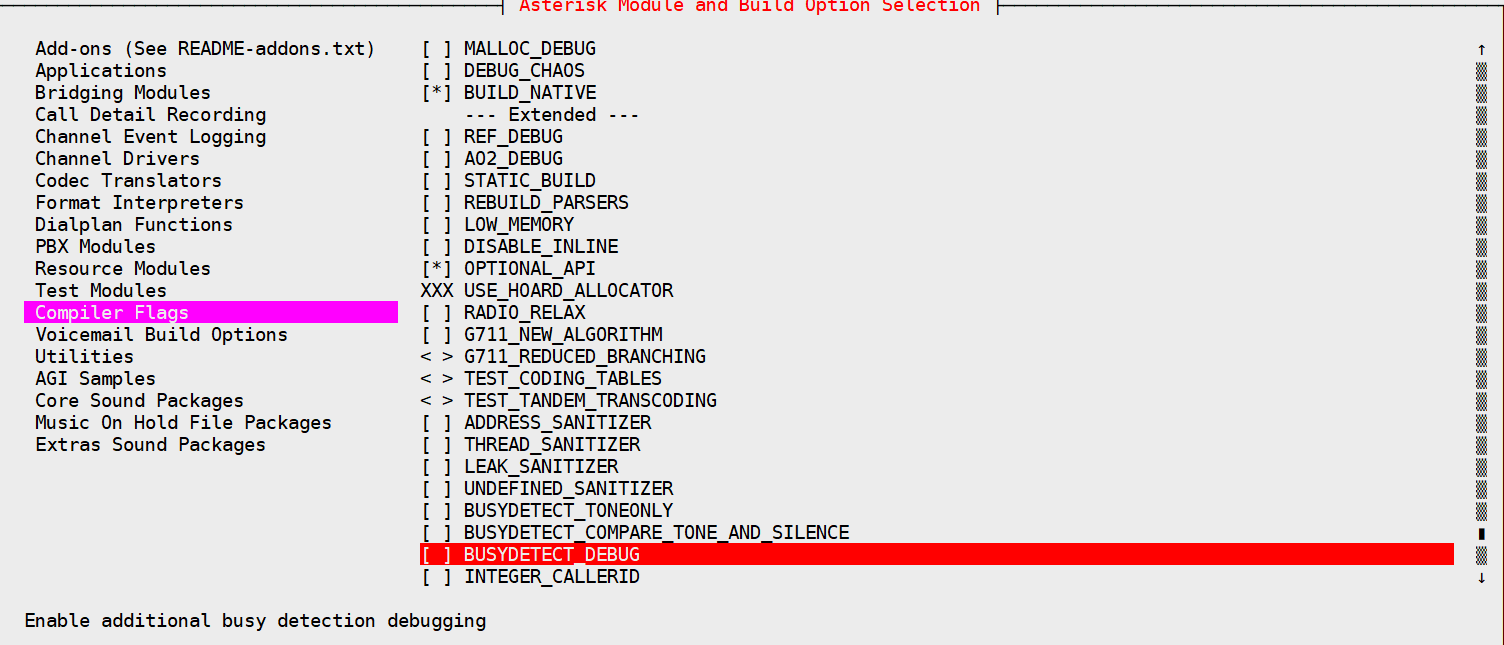 Asterisk Module and Build Option Selection
Add-ons (See README-addons.txt) [ ] MALLOC_DEBUG ↑
Applications [ ] DEBUG_CHAOS
Bridging Modules [*] BUILD_NATIVE
Call Detail Recording --- Extended ---
Channel Event Logging [ ] REF_DEBUG
Channel Drivers [ ] AO2_DEBUG
Codec Translators [ ] STATIC_BUILD
Format Interpreters [ ] REBUILD_PARSERS
Dialplan Functions [ ] LOW_MEMORY
PBX Modules [ ] DISABLE_INLINE
Resource Modules [*] OPTIONAL_API
Test Modules XXX USE_HOARD_ALLOCATOR
Compiler Flags [ ] RADIO_RELAX
Voicemail Build Options [ ] G711_NEW_ALGORITHM
Utilities < > G711_REDUCED_BRANCHING
AGI Samples < > TEST_CODING_TABLES
Core Sound Packages < > TEST_TANDEM_TRANSCODING
Music On Hold File Packages [ ] ADDRESS_SANITIZER
Extras Sound Packages [ ] THREAD_SANITIZER
[ ] LEAK_SANITIZER
[ ] UNDEFINED_SANITIZER
[ ] BUSYDETECT_TONEONLY
[ ] BUSYDETECT_COMPARE_TONE_AND_SILENCE
[ ] BUSYDETECT_DEBUG
[ ] INTEGER_CALLERID ↓
Enable additional busy detection debugging